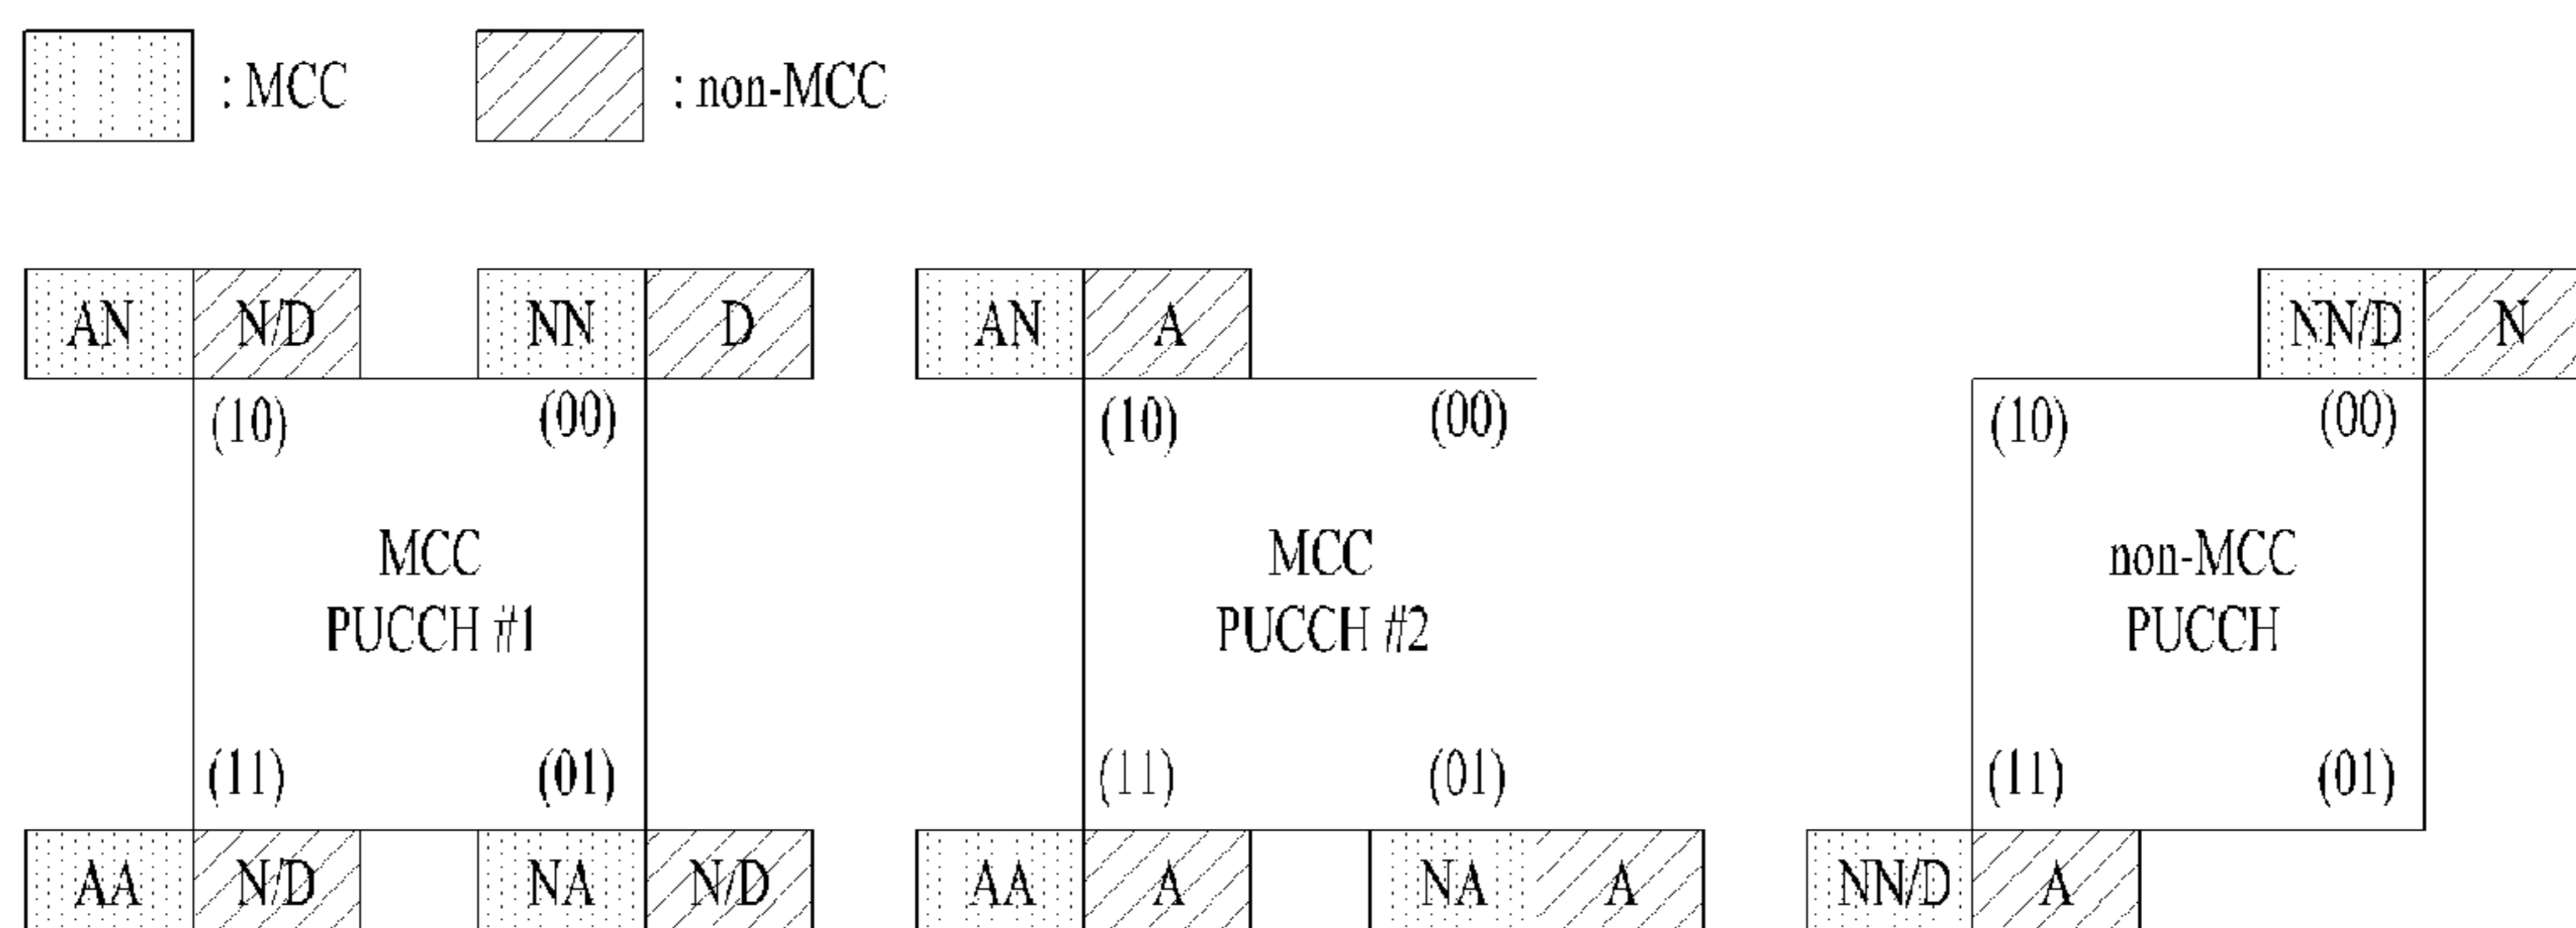 : MCC : non-MCC
AN N/D NN D AN A NN/D N
(10) (00) (10) (00) (10) (00)
MCC MCC non-MCC
PUCCH #1 PUCCH #2 PUCCH
(11) (01) (11) (01) (11) (01)
AA N/D NA N/D AA A NA A NN/D A